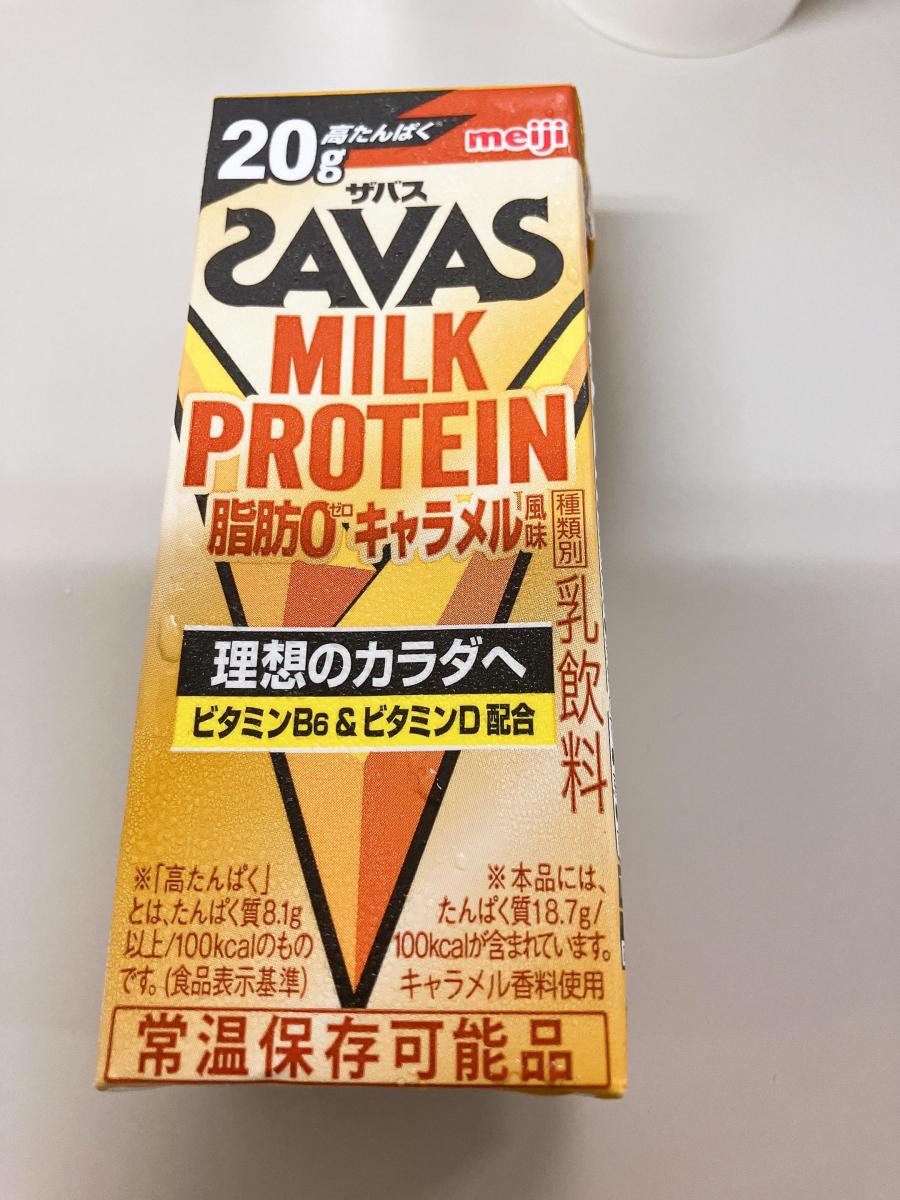 20g
高たんぱく※
meiji
ザバス
SAVAS
MILK
PROTEIN
脂肪0ゼロ キャラメル風味
種類別
乳飲料
理想のカラダへ
ビタミンB6 & ビタミンD 配合
※「高たんぱく」
とは、たんぱく質8.1g
以上/100kcalのもの
です。(食品表示基準)
※本品には、
たんぱく質18.7g/
100kcalが含まれています。
キャラメル香料使用
常温保存可能品